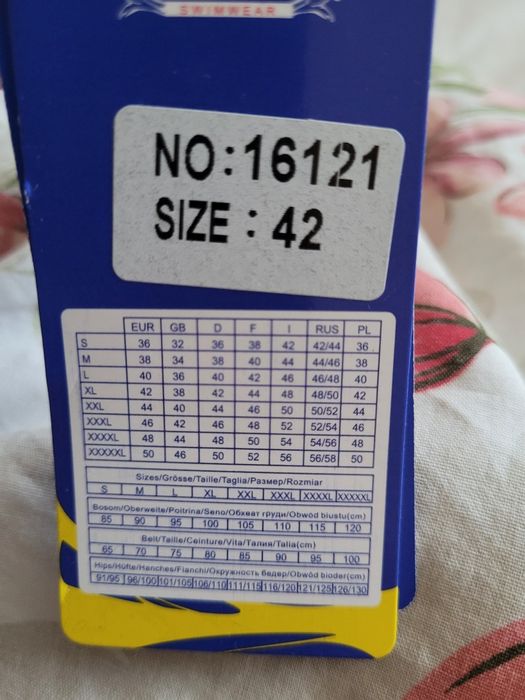 SWIMWEAR
NO:16121
SIZE : 42
EUR GB D F I RUS PL
S 36 32 36 38 42 42/44 36
M 38 34 38 40 44 44/46 38
L 40 36 40 42 46 46/48 40
XL 42 38 42 44 48 48/50 42
XXL 44 40 44 46 50 50/52 44
XXXL 46 42 46 48 52 52/54 46
XXXXL 48 44 48 50 54 54/56 48
XXXXXL 50 46 50 52 56 56/58 50
Sizes/Grösse/Taille/Taglia/Размер/Rozmiar
S M L XL XXL XXXL XXXXL XXXXXL
Bosom/Oberweite/Poitrina/Seno/Обхват груди/Obwód biustu(cm)
85 90 95 100 105 110 115 120
Belt/Taille/Ceinture/Vita/Талия/Talia(cm)
65 70 75 80 85 90 95 100
Hips/Hüfte/Hanches/Fianchi/Окружность бедер/Obwód bioder(cm)
91/95 96/100 101/105 106/110 111/115 116/120 121/125 126/130